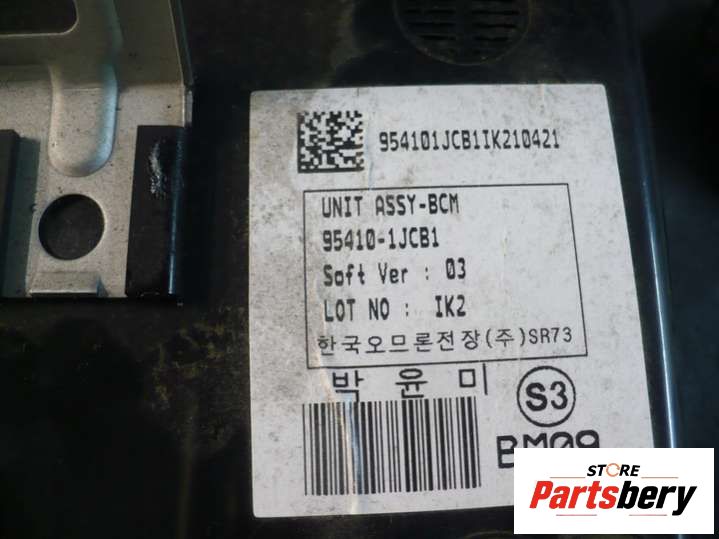 954101JCB1IK210421
UNIT ASSY-BCM
95410-1JCB1
Soft Ver : 03
LOT NO : IK2
한국오므론전장(주)SR73
박 윤 미
S3
BM09
STORE
Partsbery